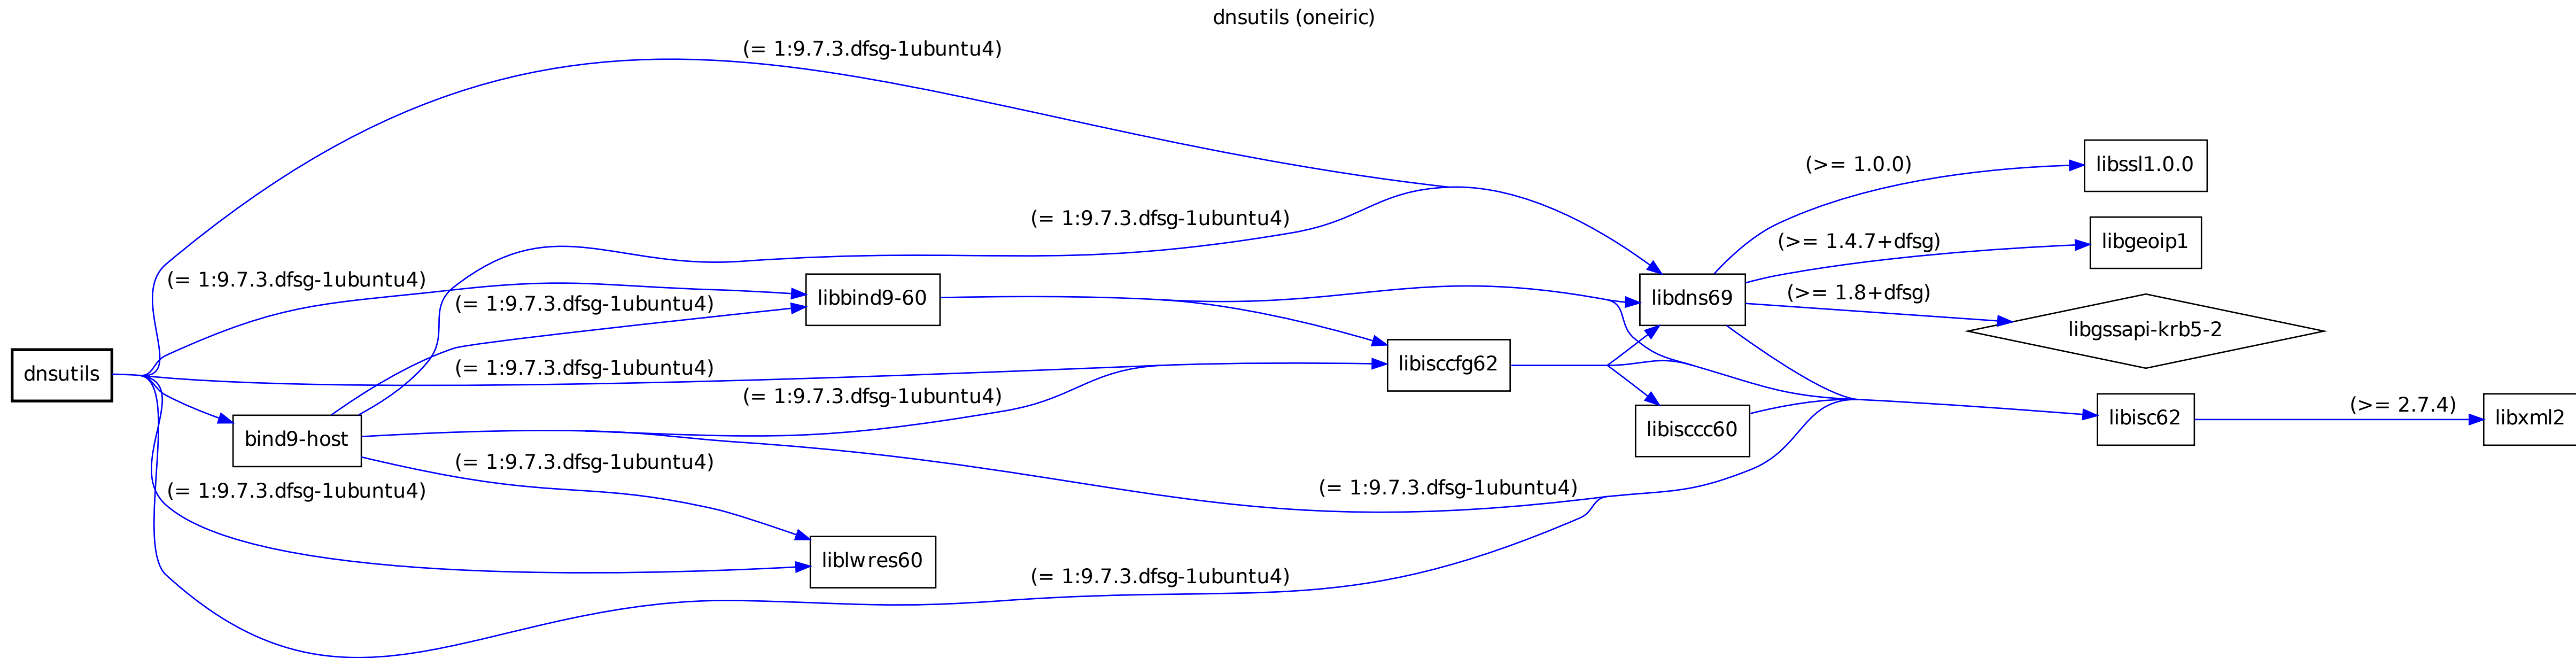 dnsutils (oneiric)
(= 1:9.7.3.dfsg-1ubuntu4)
(>= 1.0.0)
libssl1.0.0
(= 1:9.7.3.dfsg-1ubuntu4)
(>= 1.4.7+dfsg)
libgeoip1
(= 1:9.7.3.dfsg-1ubuntu4)
(= 1:9.7.3.dfsg-1ubuntu4)
libbind9-60
libdns69
(>= 1.8+dfsg)
libgssapi-krb5-2
dnsutils
(= 1:9.7.3.dfsg-1ubuntu4)
libisccfg62
(= 1:9.7.3.dfsg-1ubuntu4)
bind9-host
libisccc60
libisc62
(>= 2.7.4)
libxml2
(= 1:9.7.3.dfsg-1ubuntu4)
(= 1:9.7.3.dfsg-1ubuntu4)
(= 1:9.7.3.dfsg-1ubuntu4)
liblwres60
(= 1:9.7.3.dfsg-1ubuntu4)